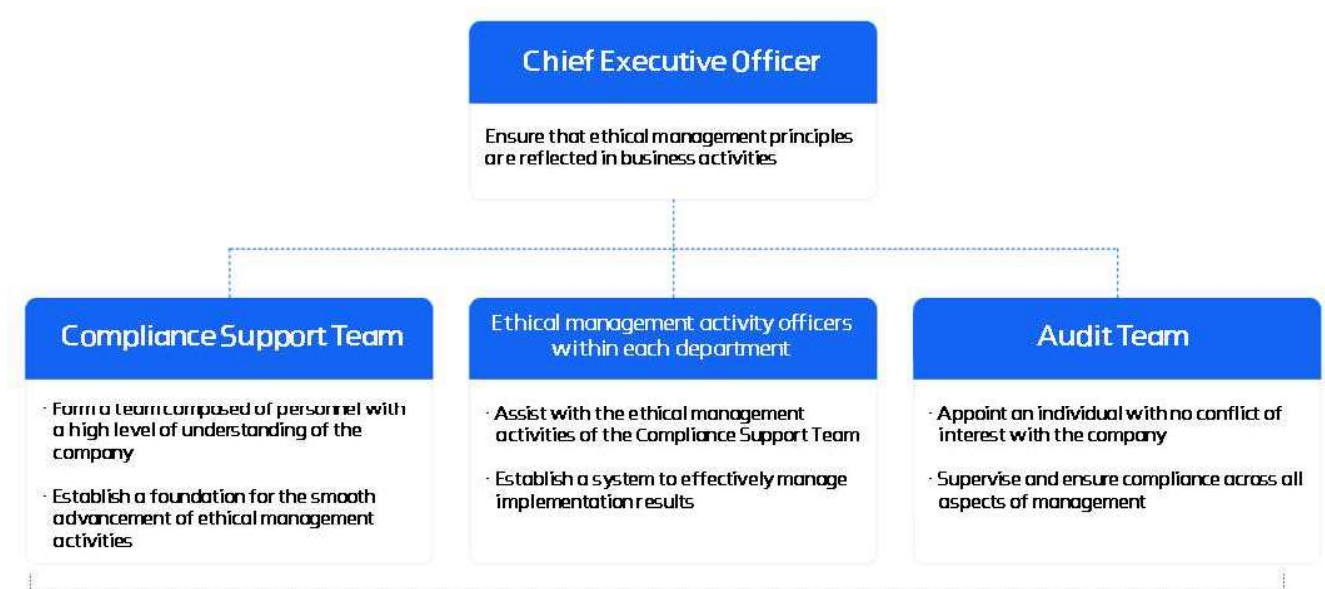 Chief Executive Officer
Ensure that ethical management principles
are reflected in business activities
Compliance Support Team
· Form a team composed of personnel with
a high level of understanding of the
company
· Establish a foundation for the smooth
advancement of ethical management
activities
Ethical management activity officers
within each department
· Assist with the ethical management
activities of the Compliance Support Team
· Establish a system to effectively manage
implementation results
Audit Team
· Appoint an individual with no conflict of
interest with the company
· Supervise and ensure compliance across all
aspects of management